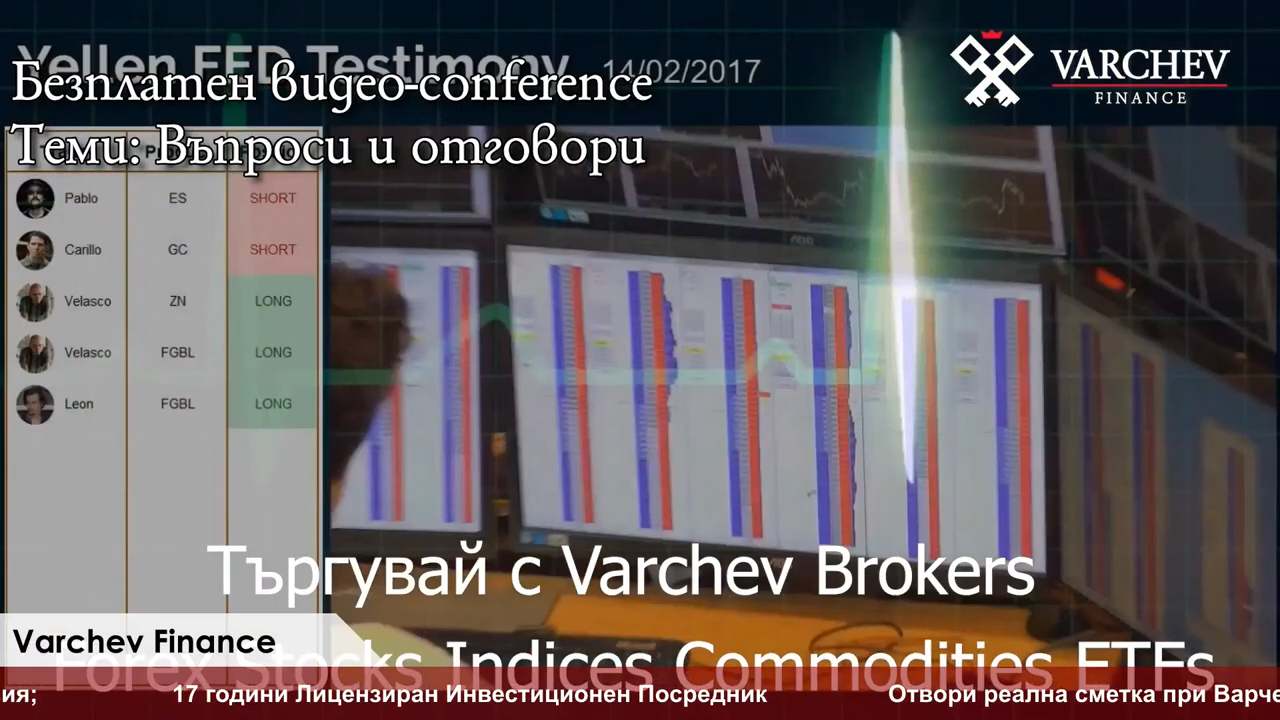 Yellen FED Testimony 14/02/2017
Безплатен видео-conference
Теми: Въпроси и отговори
VARCHEV
FINANCE
Pablo ES SHORT
Carillo GC SHORT
Velasco ZN LONG
Velasco FGBL LONG
Leon FGBL LONG
Търгувай с Varchev Brokers
Forex Stocks Indices Commodities ETFs
Varchev Finance
ия; 17 години Лицензиран Инвестиционен Посредник Отвори реална сметка при Варче